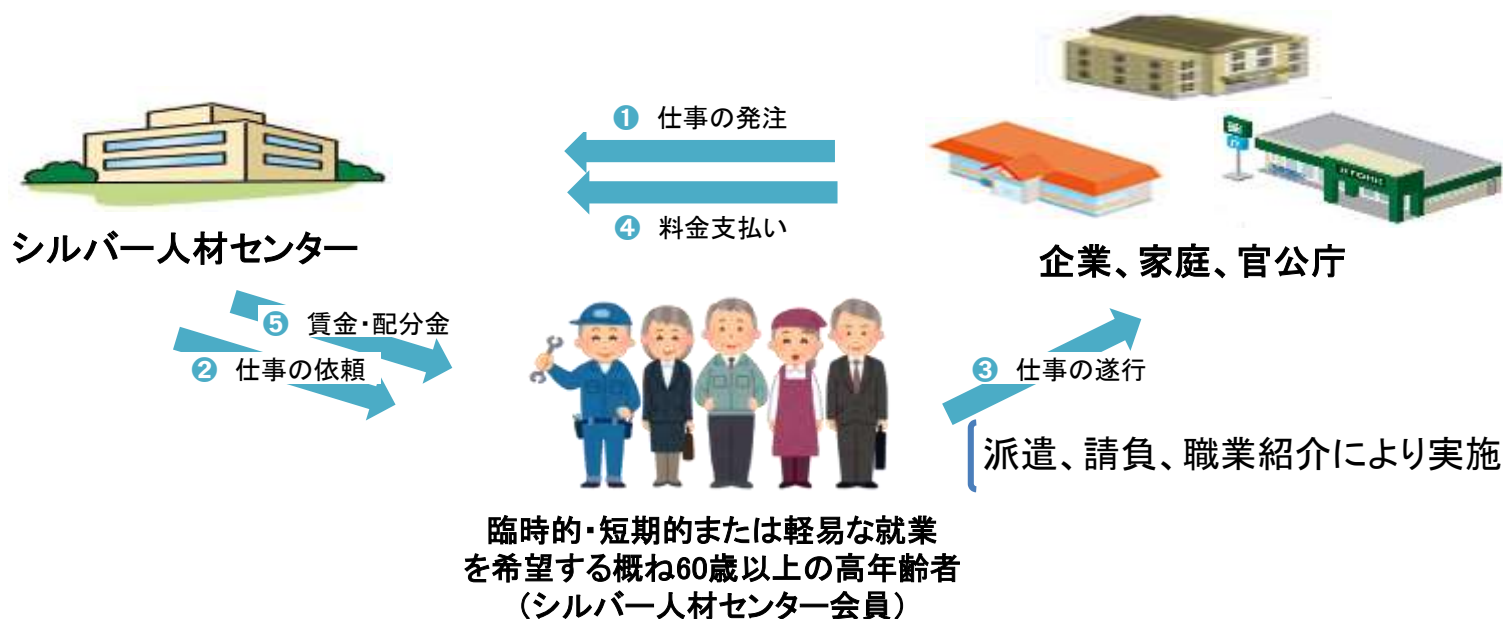 ❶ 仕事の発注
❹ 料金支払い
シルバー人材センター
企業、家庭、官公庁
❺ 賃金・配分金
❷ 仕事の依頼
❸ 仕事の遂行
派遣、請負、職業紹介により実施
臨時的・短期的または軽易な就業
を希望する概ね60歳以上の高年齢者
（シルバー人材センター会員）